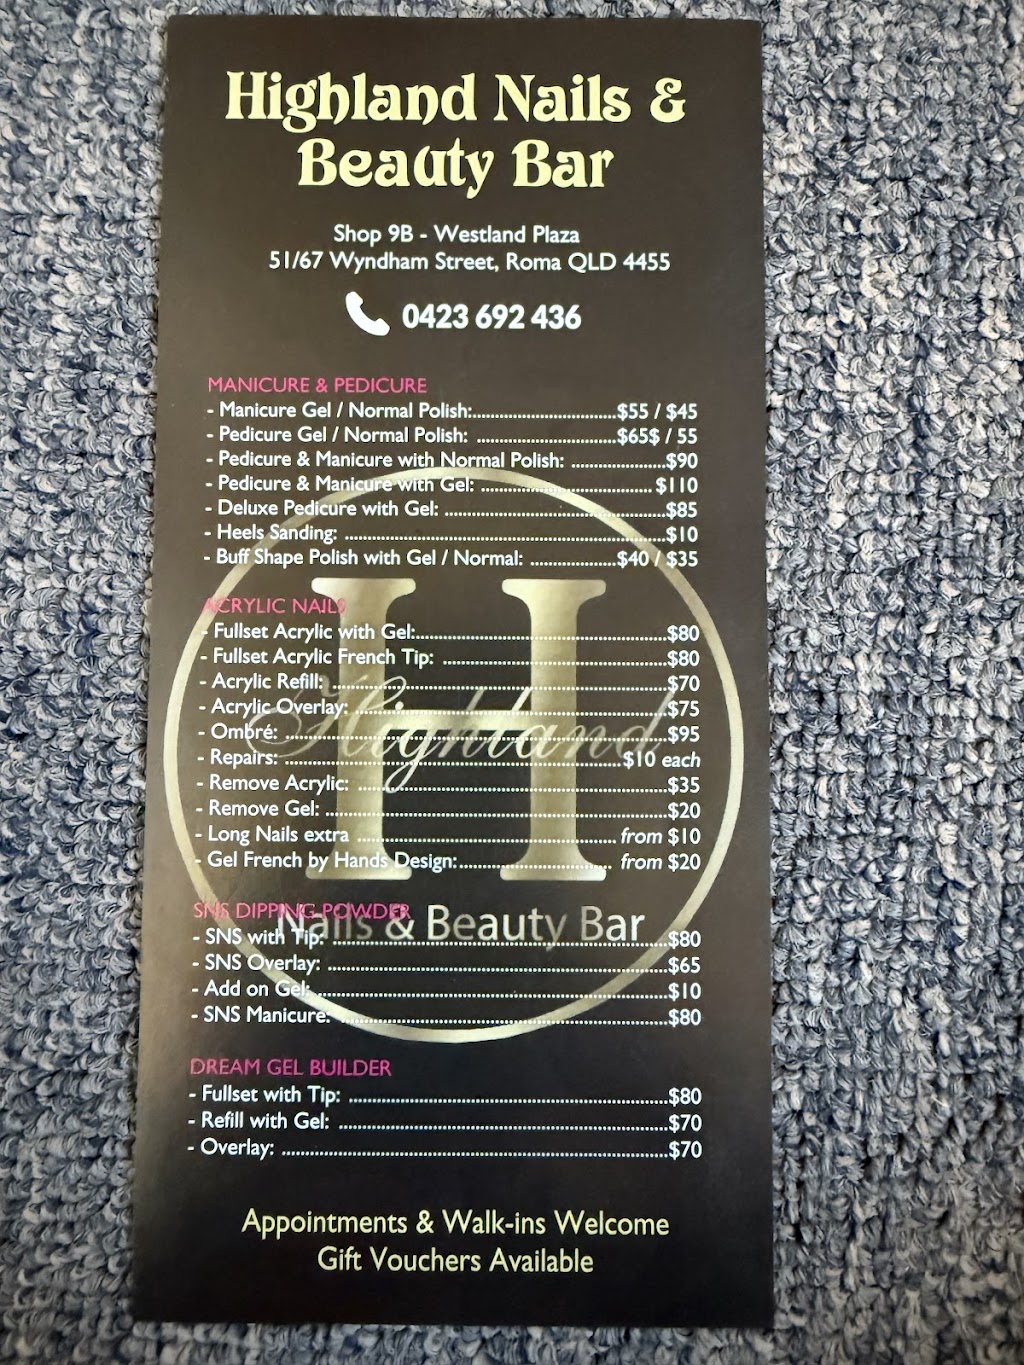 Highland Nails &
Beauty Bar
Shop 9B - Westland Plaza
51/67 Wyndham Street, Roma QLD 4455
0423 692 436
MANICURE & PEDICURE
- Manicure Gel / Normal Polish:..............................$55 / $45
- Pedicure Gel / Normal Polish: .............................$65$ / 55
- Pedicure & Manicure with Normal Polish: ....................$90
- Pedicure & Manicure with Gel: .................................... $110
- Deluxe Pedicure with Gel: ...............................................$85
- Heels Sanding: ....................................................................$10
- Buff Shape Polish with Gel / Normal: ..................$40 / $35
ACRYLIC NAILS
- Fullset Acrylic with Gel:.....................................................$80
- Fullset Acrylic French Tip: ...............................................$80
- Acrylic Refill: ......................................................................$70
- Acrylic Overlay: .................................................................$75
- Ombré: ................................................................................$95
- Repairs: ......................................................................$10 each
- Remove Acrylic: .................................................................$35
- Remove Gel: .......................................................................$20
- Long Nails extra ...................................................... from $10
- Gel French by Hands Design:................................ from $20
H
Highland
Nails & Beauty Bar
SNS DIPPING POWDER
- SNS with Tip: ......................................................................$80
- SNS Overlay: .......................................................................$65
- Add on Gel: .........................................................................$10
- SNS Manicure: ....................................................................$80
DREAM GEL BUILDER
- Fullset with Tip: ..................................................................$80
- Refill with Gel: ....................................................................$70
- Overlay: ................................................................................$70
Appointments & Walk-ins Welcome
Gift Vouchers Available